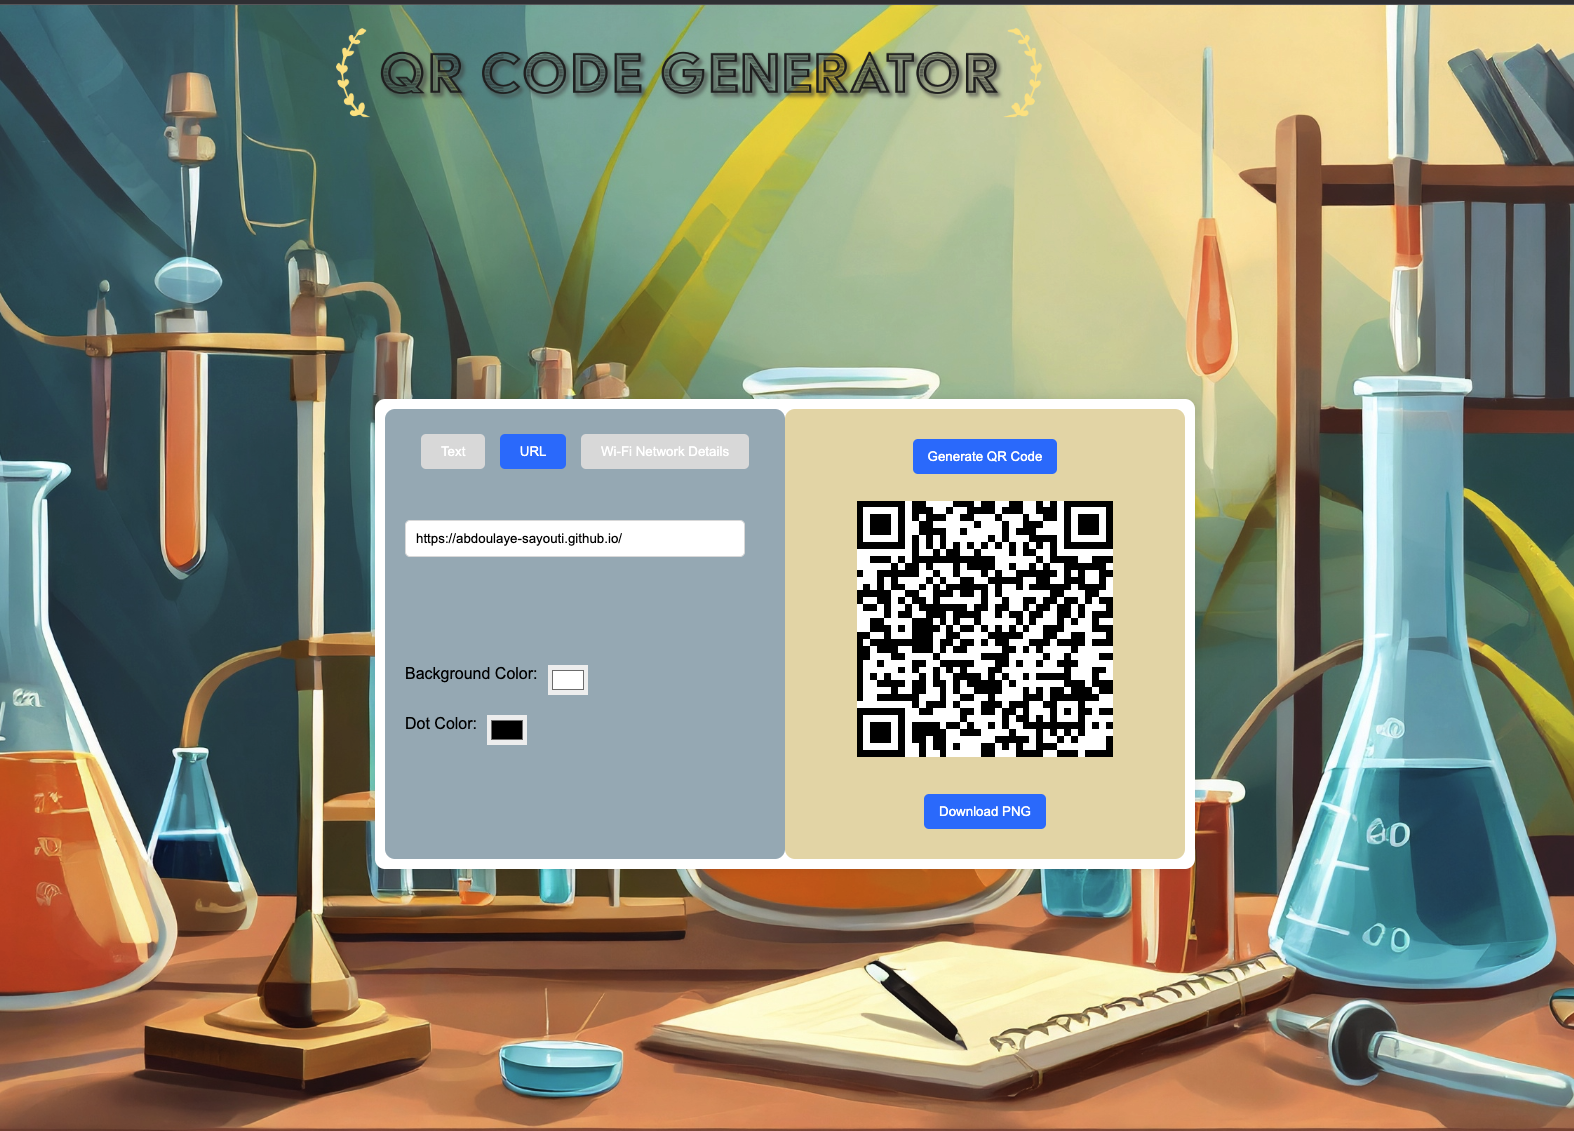 QR CODE GENERATOR
Text URL Wi-Fi Network Details
https://abdoulaye-sayouti.github.io/
Background Color:
Dot Color:
Generate QR Code
Download PNG